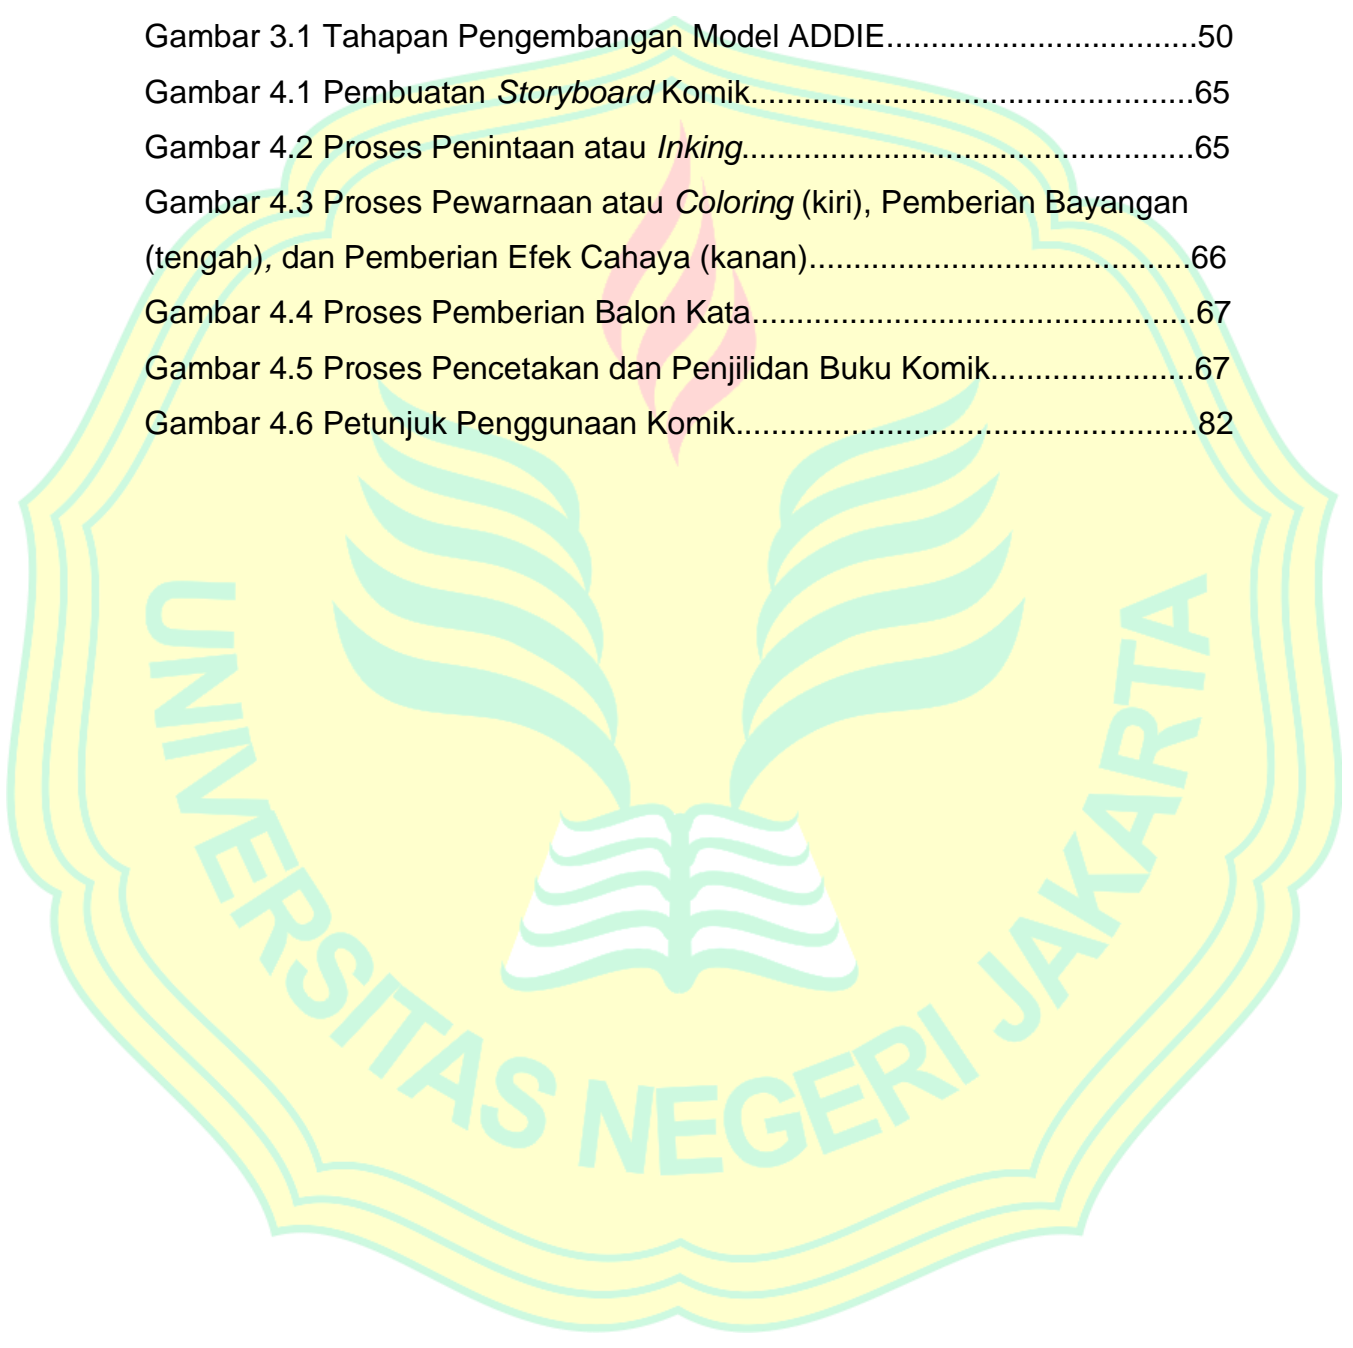 Gambar 3.1 Tahapan Pengembangan Model ADDIE...................................50
Gambar 4.1 Pembuatan Storyboard Komik..................................................65
Gambar 4.2 Proses Penintaan atau Inking...................................................65
Gambar 4.3 Proses Pewarnaan atau Coloring (kiri), Pemberian Bayangan
(tengah), dan Pemberian Efek Cahaya (kanan)...........................................66
Gambar 4.4 Proses Pemberian Balon Kata..................................................67
Gambar 4.5 Proses Pencetakan dan Penjilidan Buku Komik.......................67
Gambar 4.6 Petunjuk Penggunaan Komik....................................................82
UNIVERSITAS NEGERI JAKARTA